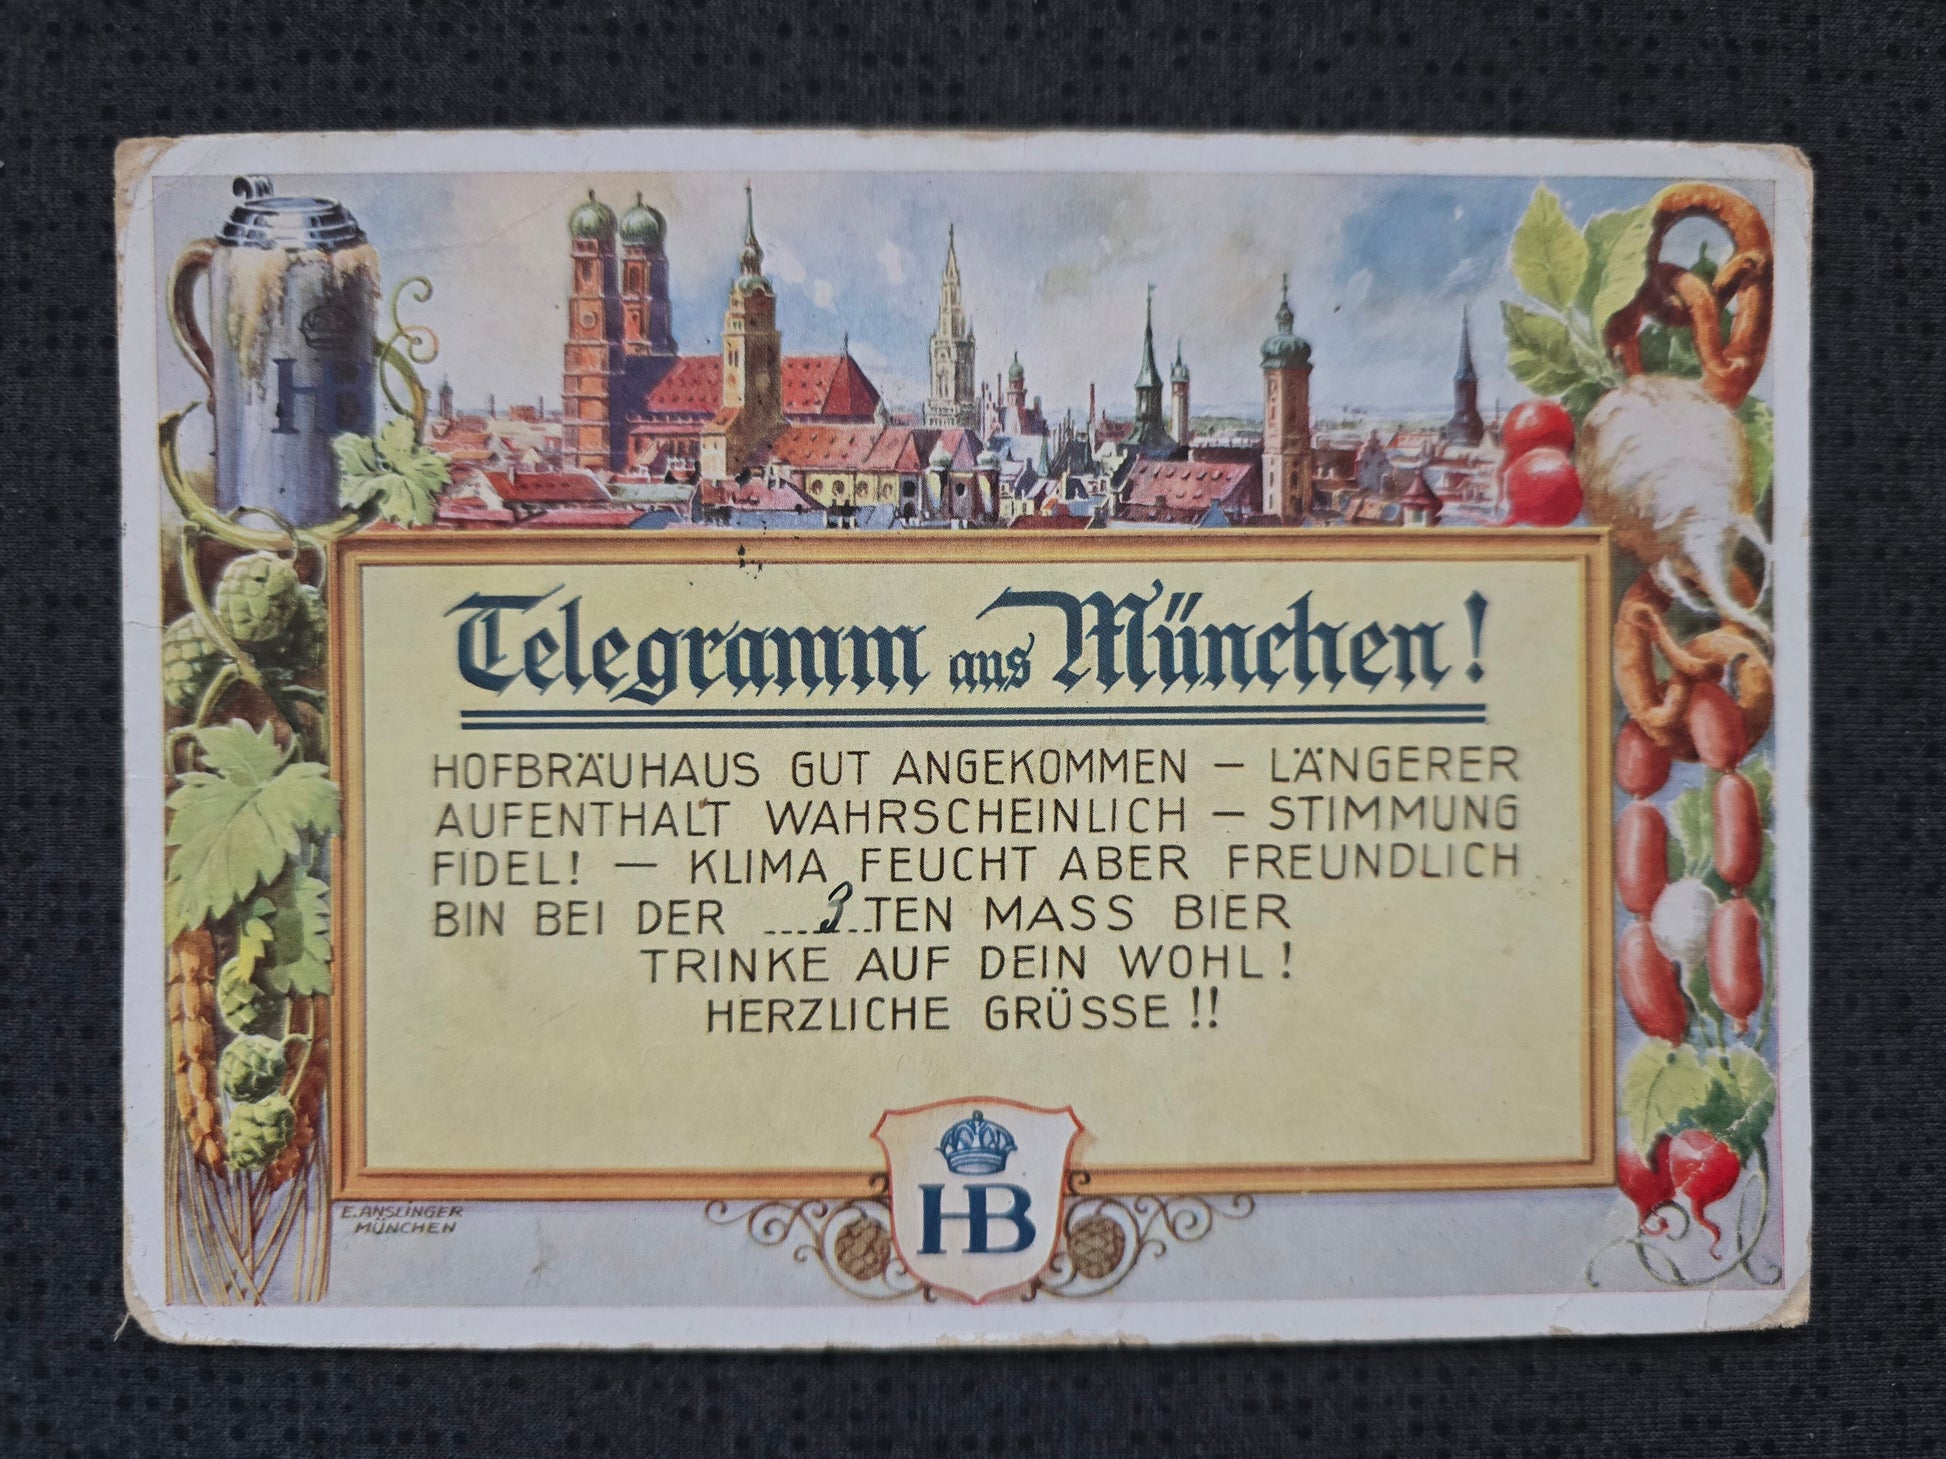 HB
Telegramm aus München!
HOFBRÄUHAUS GUT ANGEKOMMEN – LÄNGERER
AUFENTHALT WAHRSCHEINLICH – STIMMUNG
FIDEL! – KLIMA FEUCHT ABER FREUNDLICH
BIN BEI DER ....3..TEN MASS BIER
TRINKE AUF DEIN WOHL!
HERZLICHE GRÜSSE!!
HB
E. ANSLINGER
MÜNCHEN